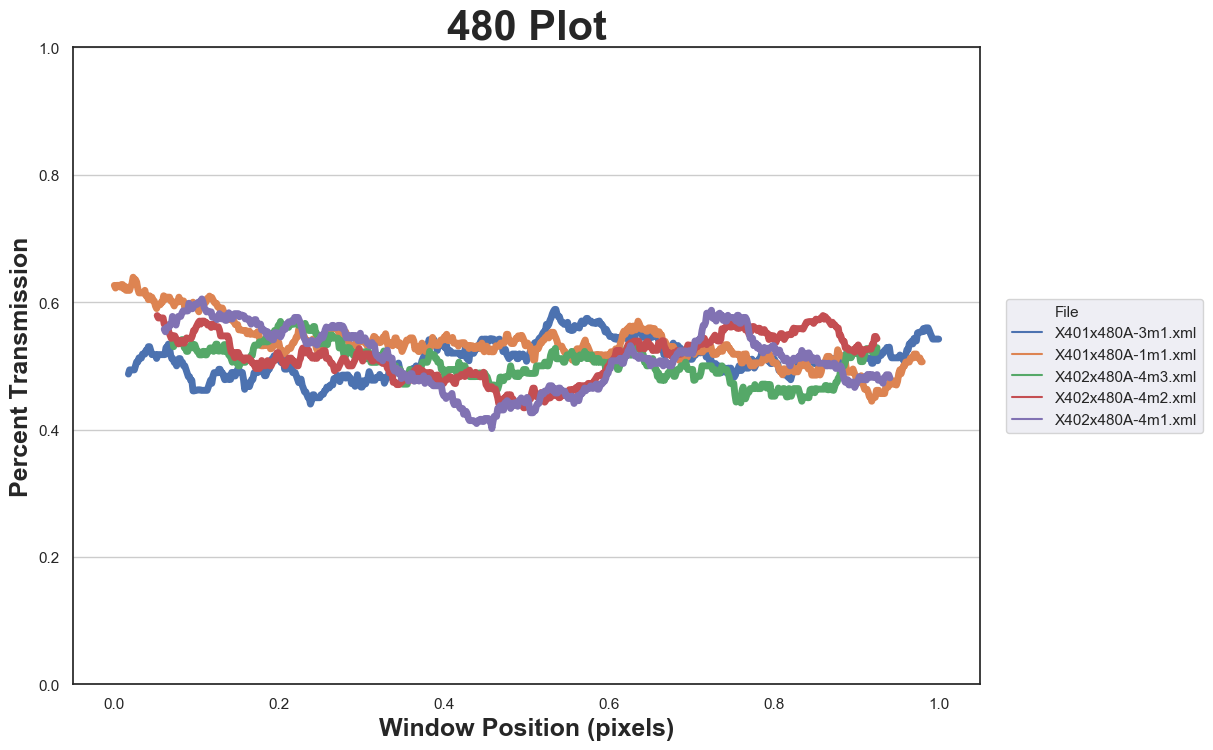 480 Plot
1.0
0.8
0.6
0.4
0.2
0.0
Percent Transmission
0.0 0.2 0.4 0.6 0.8 1.0
Window Position (pixels)
File
X401x480A-3m1.xml
X401x480A-1m1.xml
X402x480A-4m3.xml
X402x480A-4m2.xml
X402x480A-4m1.xml